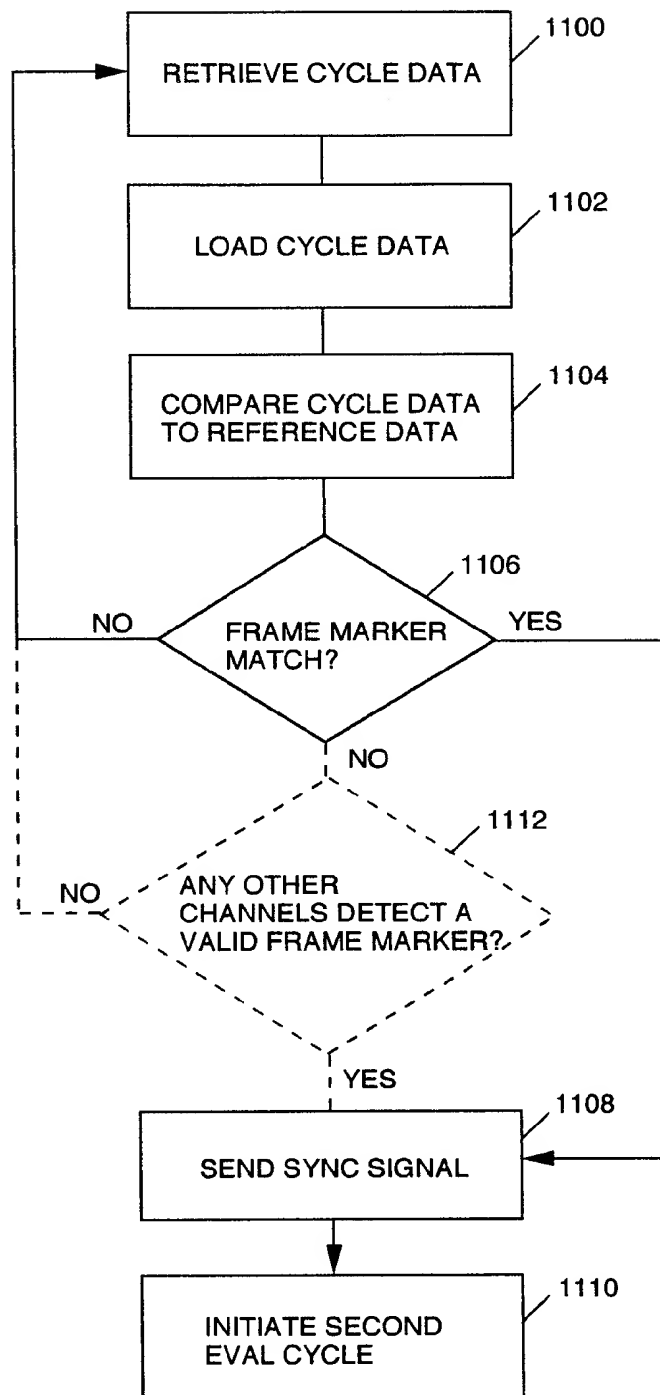 1100
RETRIEVE CYCLE DATA
1102
LOAD CYCLE DATA
1104
COMPARE CYCLE DATA
TO REFERENCE DATA
1106
NO
YES
FRAME MARKER
MATCH?
NO
1112
NO
ANY OTHER
CHANNELS DETECT A
VALID FRAME MARKER?
YES
1108
SEND SYNC SIGNAL
1110
INITIATE SECOND
EVAL CYCLE